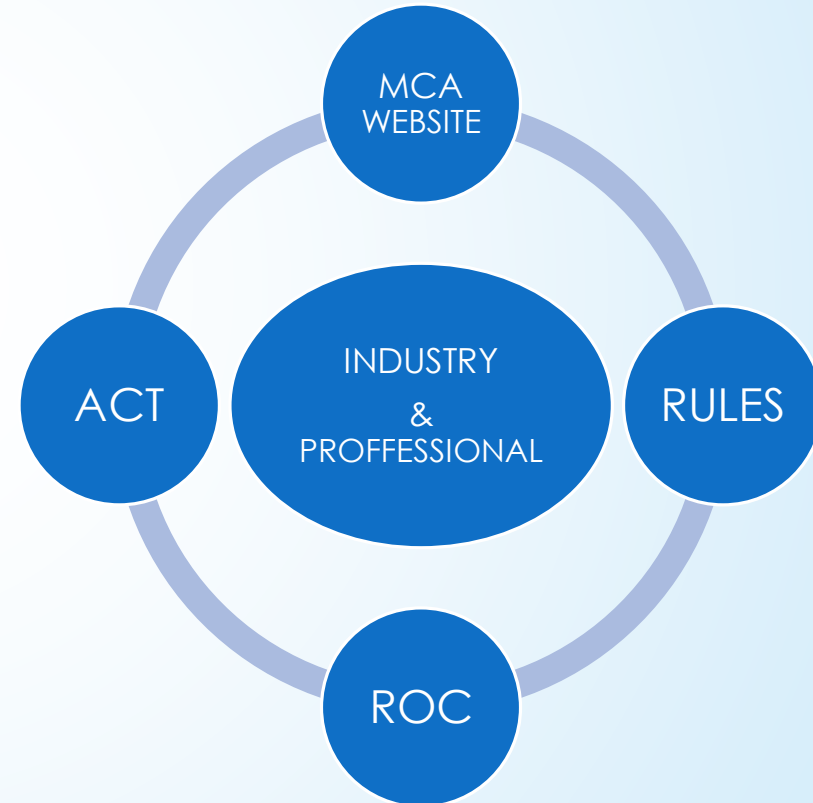 MCA
WEBSITE
ACT
INDUSTRY
&
PROFFESSIONAL
RULES
ROC